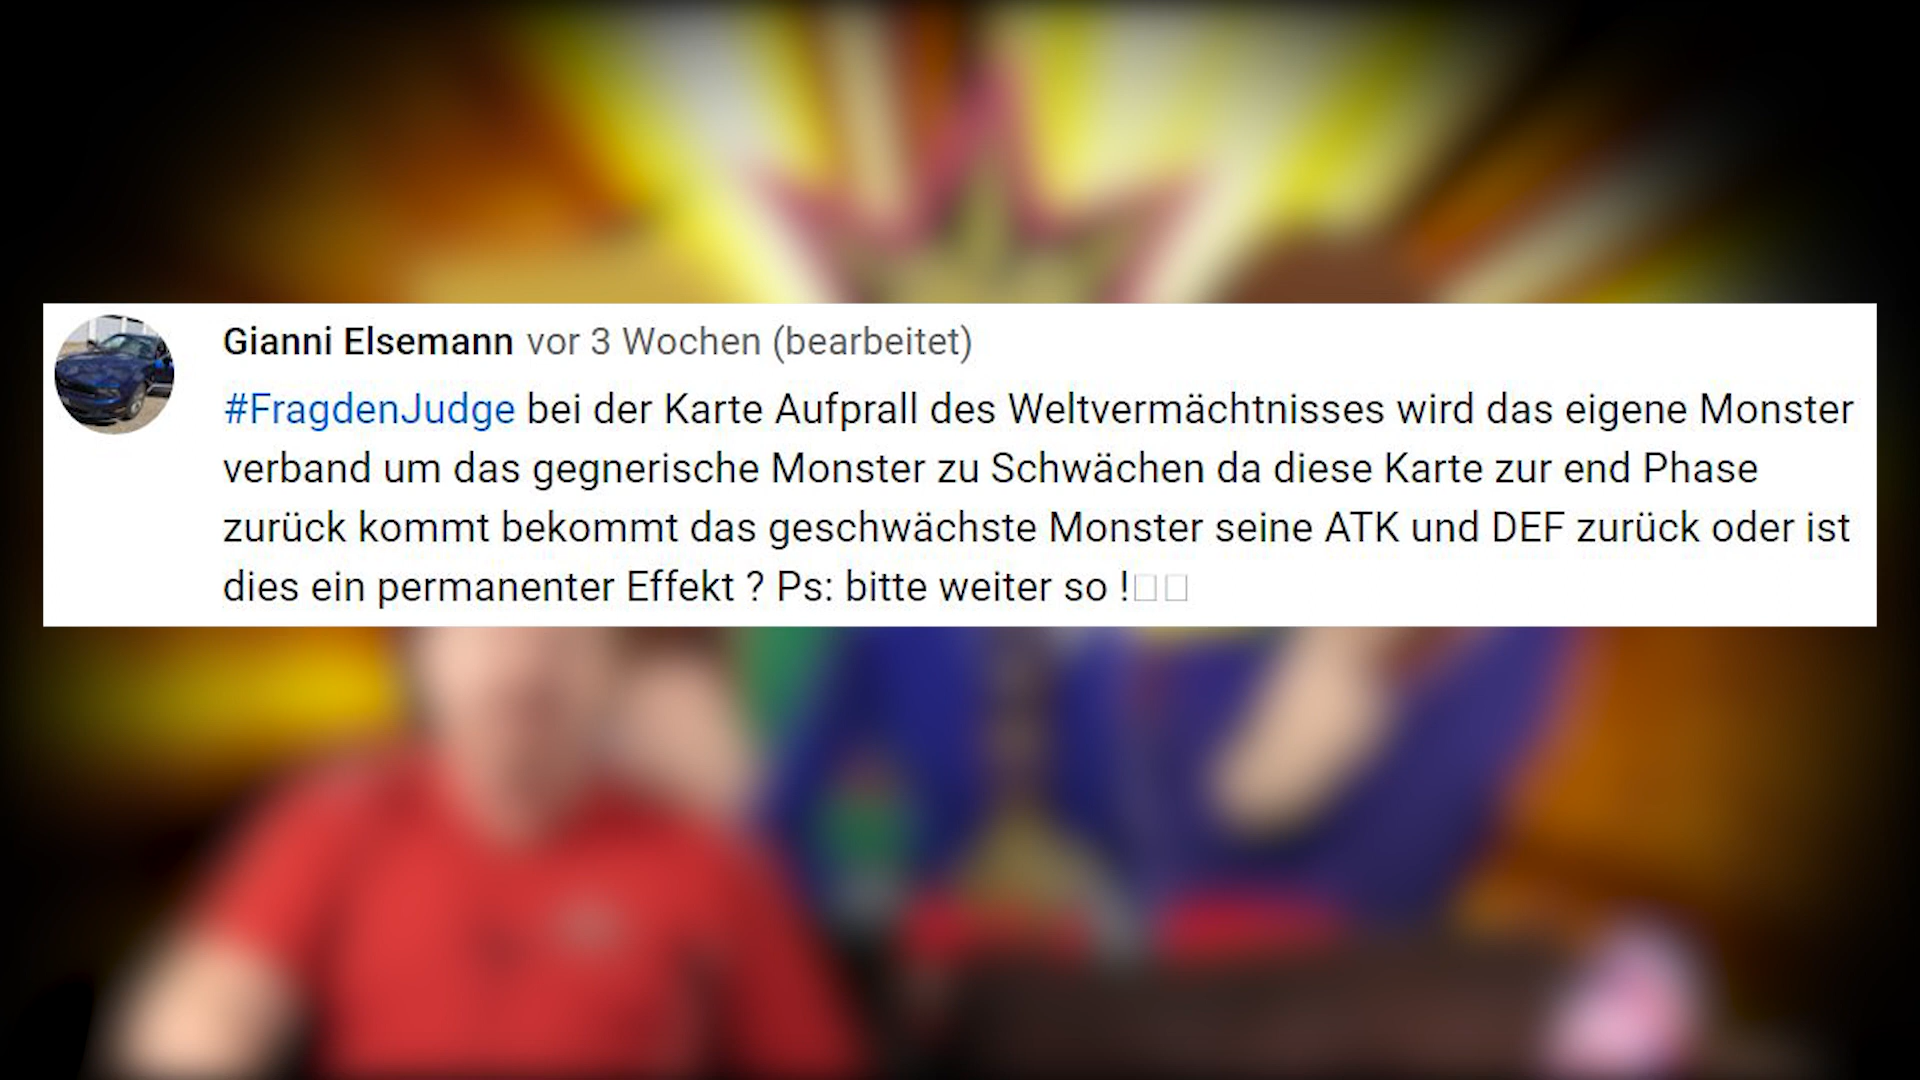 Gianni Elsemann vor 3 Wochen (bearbeitet)
#FragdenJudge bei der Karte Aufprall des Weltvermächtnisses wird das eigene Monster
verband um das gegnerische Monster zu Schwächen da diese Karte zur end Phase
zurück kommt bekommt das geschwächste Monster seine ATK und DEF zurück oder ist
dies ein permanenter Effekt ? Ps: bitte weiter so !